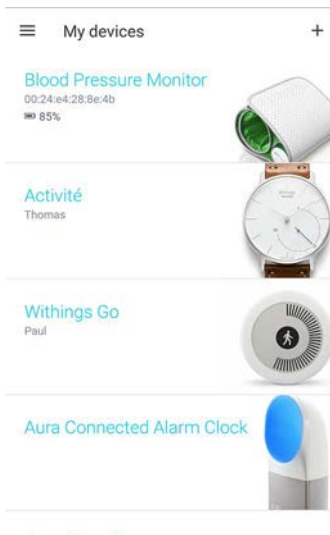 My devices
Blood Pressure Monitor
00:24:e4:28:8e:4b
85%
Activité
Thomas
Withings Go
Paul
Aura Connected Alarm Clock